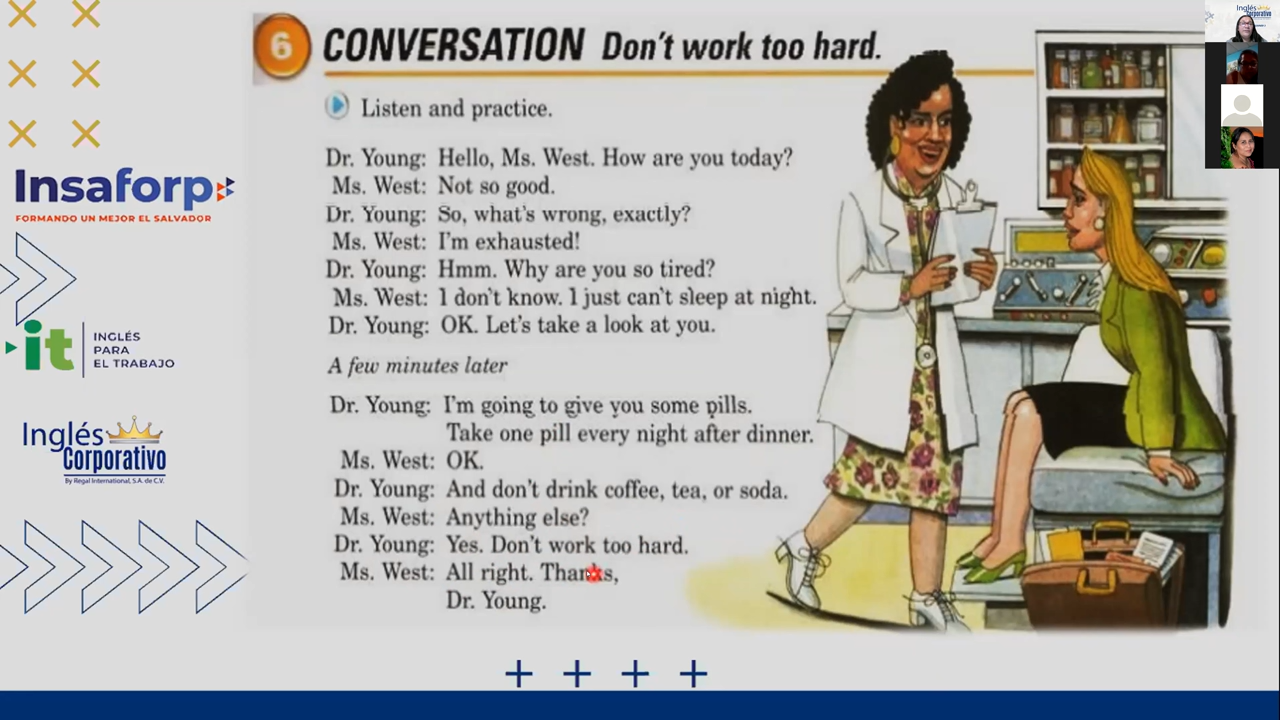 6 CONVERSATION Don't work too hard.
Listen and practice.
Dr. Young: Hello, Ms. West. How are you today?
Ms. West: Not so good.
Dr. Young: So, what's wrong, exactly?
Ms. West: I'm exhausted!
Dr. Young: Hmm. Why are you so tired?
Ms. West: I don't know. I just can't sleep at night.
Dr. Young: OK. Let's take a look at you.
A few minutes later
Dr. Young: I'm going to give you some pills.
Take one pill every night after dinner.
Ms. West: OK.
Dr. Young: And don't drink coffee, tea, or soda.
Ms. West: Anything else?
Dr. Young: Yes. Don't work too hard.
Ms. West: All right. Thanks,
Dr. Young.
Insaforp
FORMANDO UN MEJOR EL SALVADOR
it
INGLÉS
PARA
EL TRABAJO
Inglés
Corporativo
By Regal International, S.A. de C.V.
Inglés
Corporativo